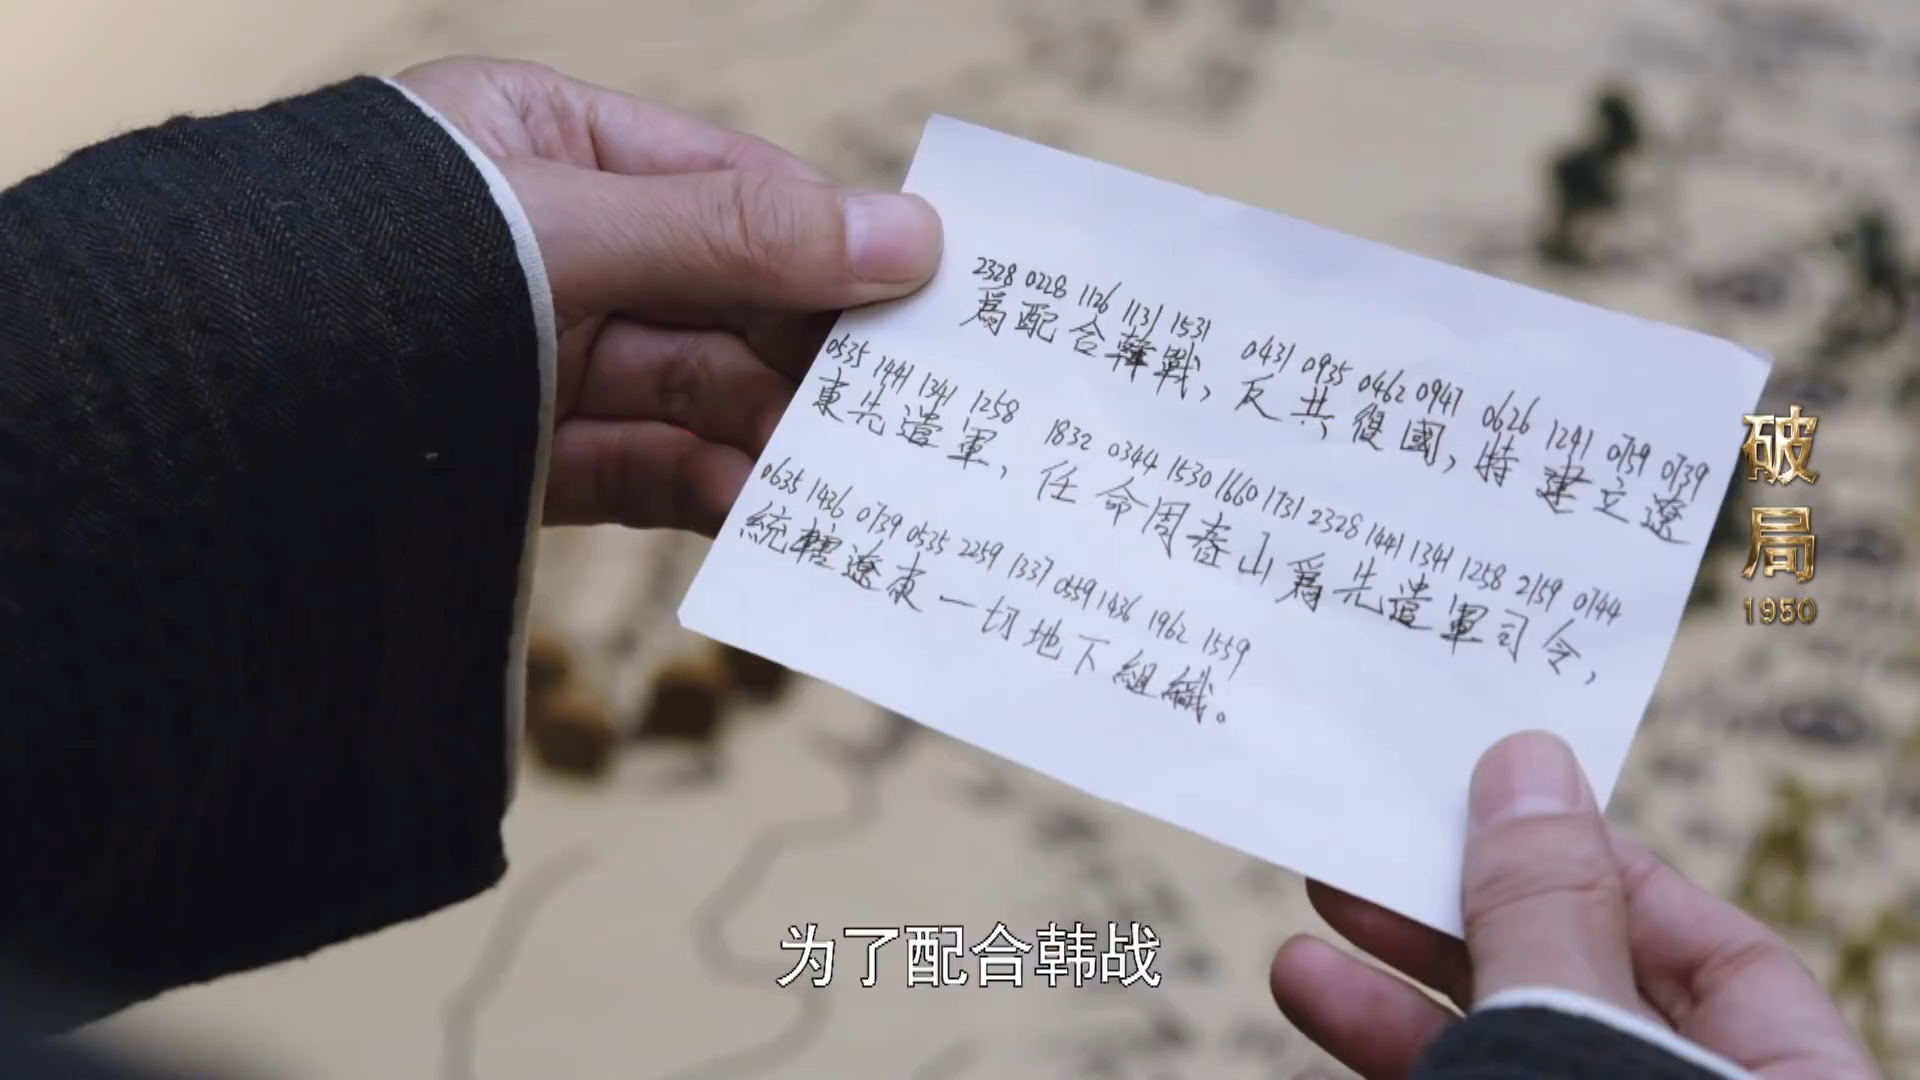 2328 0228 1126 1131 1531 0431 0935 0462 0947 0626 1241 0759 0739
為配合韓戰，反共復國，特建立遼
0535 1441 1341 1258 1832 0344 1530 1660 1731 2328 1441 1341 1258 2159 0744
東先遣軍，任命周春山為先遣軍司令，
0635 1436 0739 0535 2259 1337 0559 1436 1962 1559
統轄遼東一切地下組織。
破局
1950
为了配合韩战